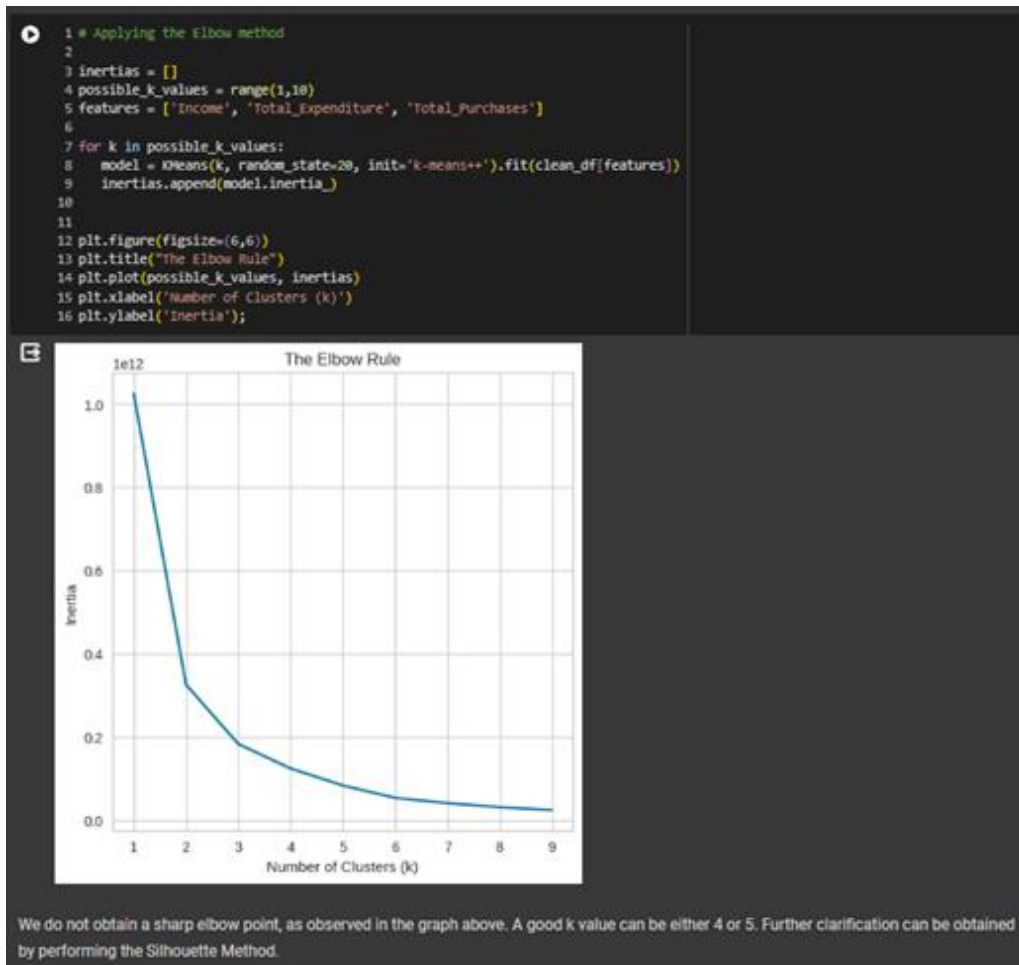 1 # Applying the Elbow method
2
3 inertias = []
4 possible_k_values = range(1,10)
5 features = ['Income', 'Total_Expenditure', 'Total_Purchases']
6
7 for k in possible_k_values:
8 model = KMeans(k, random_state=20, init='k-means++').fit(clean_df[features])
9 inertias.append(model.inertia_)
10
11
12 plt.figure(figsize=(6,6))
13 plt.title("The Elbow Rule")
14 plt.plot(possible_k_values, inertias)
15 plt.xlabel('Number of Clusters (k)')
16 plt.ylabel('Inertia');
1e12
The Elbow Rule
1.0
0.8
0.6
0.4
0.2
0.0
Inertia
1 2 3 4 5 6 7 8 9
Number of Clusters (k)
We do not obtain a sharp elbow point, as observed in the graph above. A good k value can be either 4 or 5. Further clarification can be obtained
by performing the Silhouette Method.